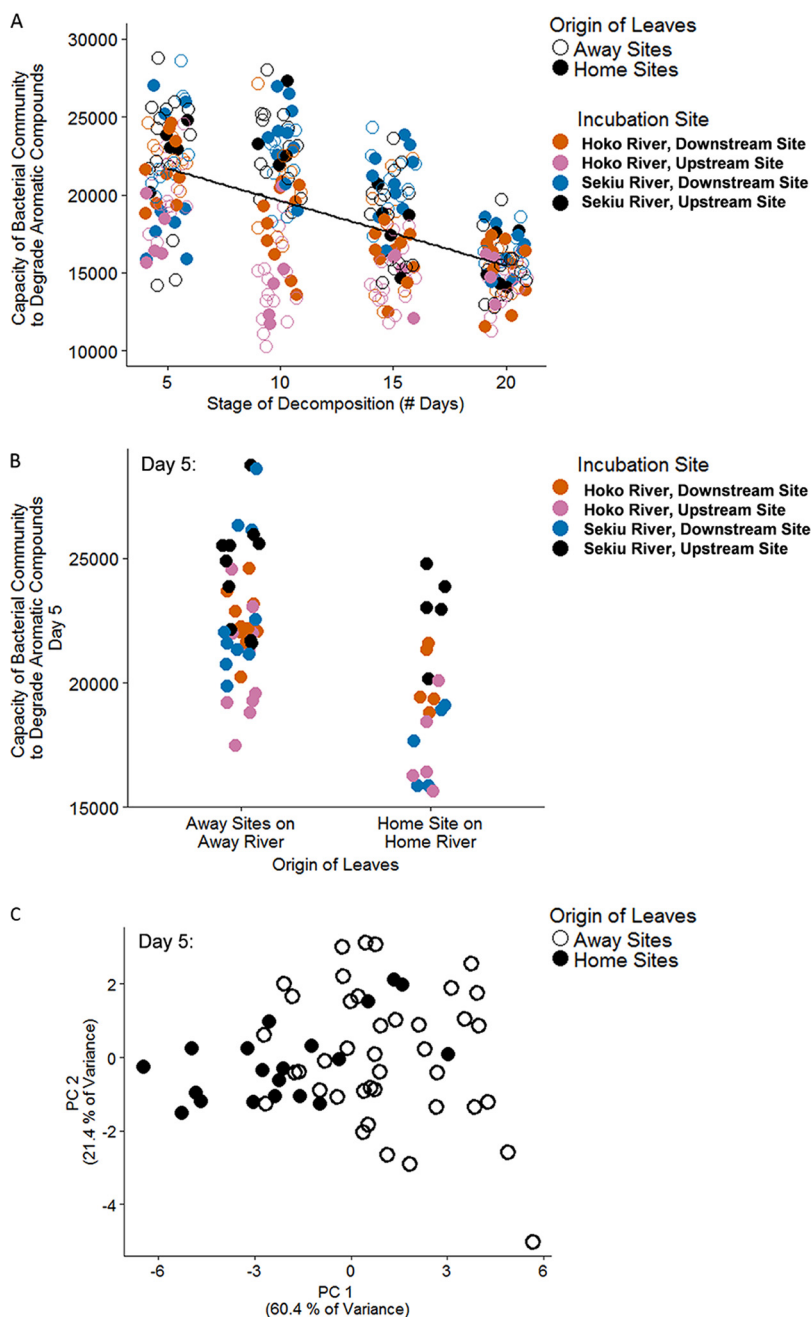 A
Origin of Leaves
Away Sites
Home Sites
Incubation Site
Hoko River, Downstream Site
Hoko River, Upstream Site
Sekiu River, Downstream Site
Sekiu River, Upstream Site
Capacity of Bacterial Community
to Degrade Aromatic Compounds
30000
25000
20000
15000
10000
5
10
15
20
Stage of Decomposition (# Days)
B
Day 5:
Incubation Site
Hoko River, Downstream Site
Hoko River, Upstream Site
Sekiu River, Downstream Site
Sekiu River, Upstream Site
Capacity of Bacterial Community
to Degrade Aromatic Compounds
Day 5
25000
20000
15000
Away Sites on
Away River
Home Site on
Home River
Origin of Leaves
C
Day 5:
Origin of Leaves
Away Sites
Home Sites
PC 2
(21.4 % of Variance)
2
0
-2
-4
-6
-3
0
3
6
PC 1
(60.4 % of Variance)